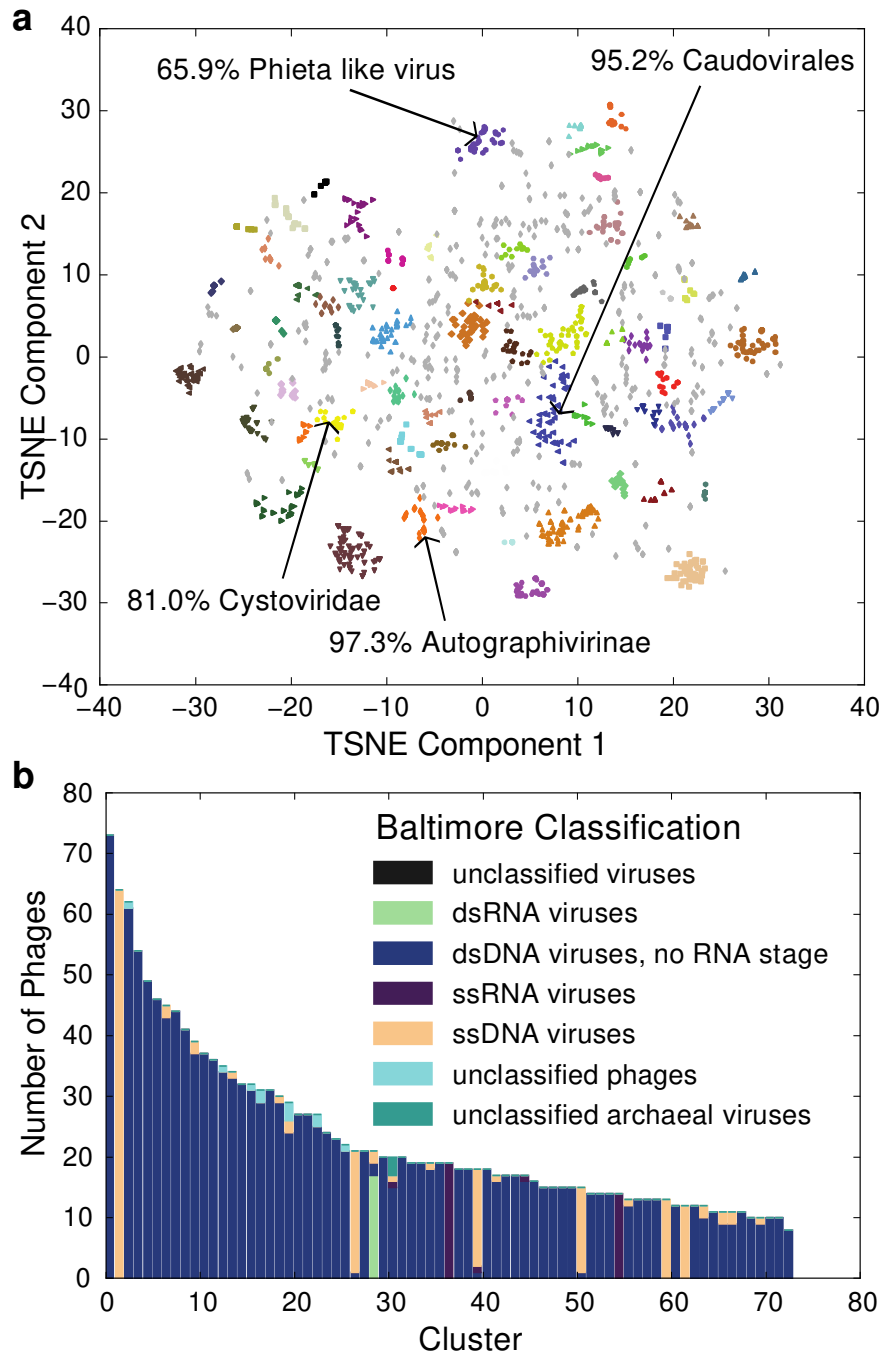 a
65.9% Phieta like virus
95.2% Caudovirales
81.0% Cystoviridae
97.3% Autographivirinae
40
30
20
10
0
−10
−20
−30
−40
TSNE Component 2
−40 −30 −20 −10 0 10 20 30 40
TSNE Component 1
b
Baltimore Classification
unclassified viruses
dsRNA viruses
dsDNA viruses, no RNA stage
ssRNA viruses
ssDNA viruses
unclassified phages
unclassified archaeal viruses
80
70
60
50
40
30
20
10
0
Number of Phages
0 10 20 30 40 50 60 70 80
Cluster